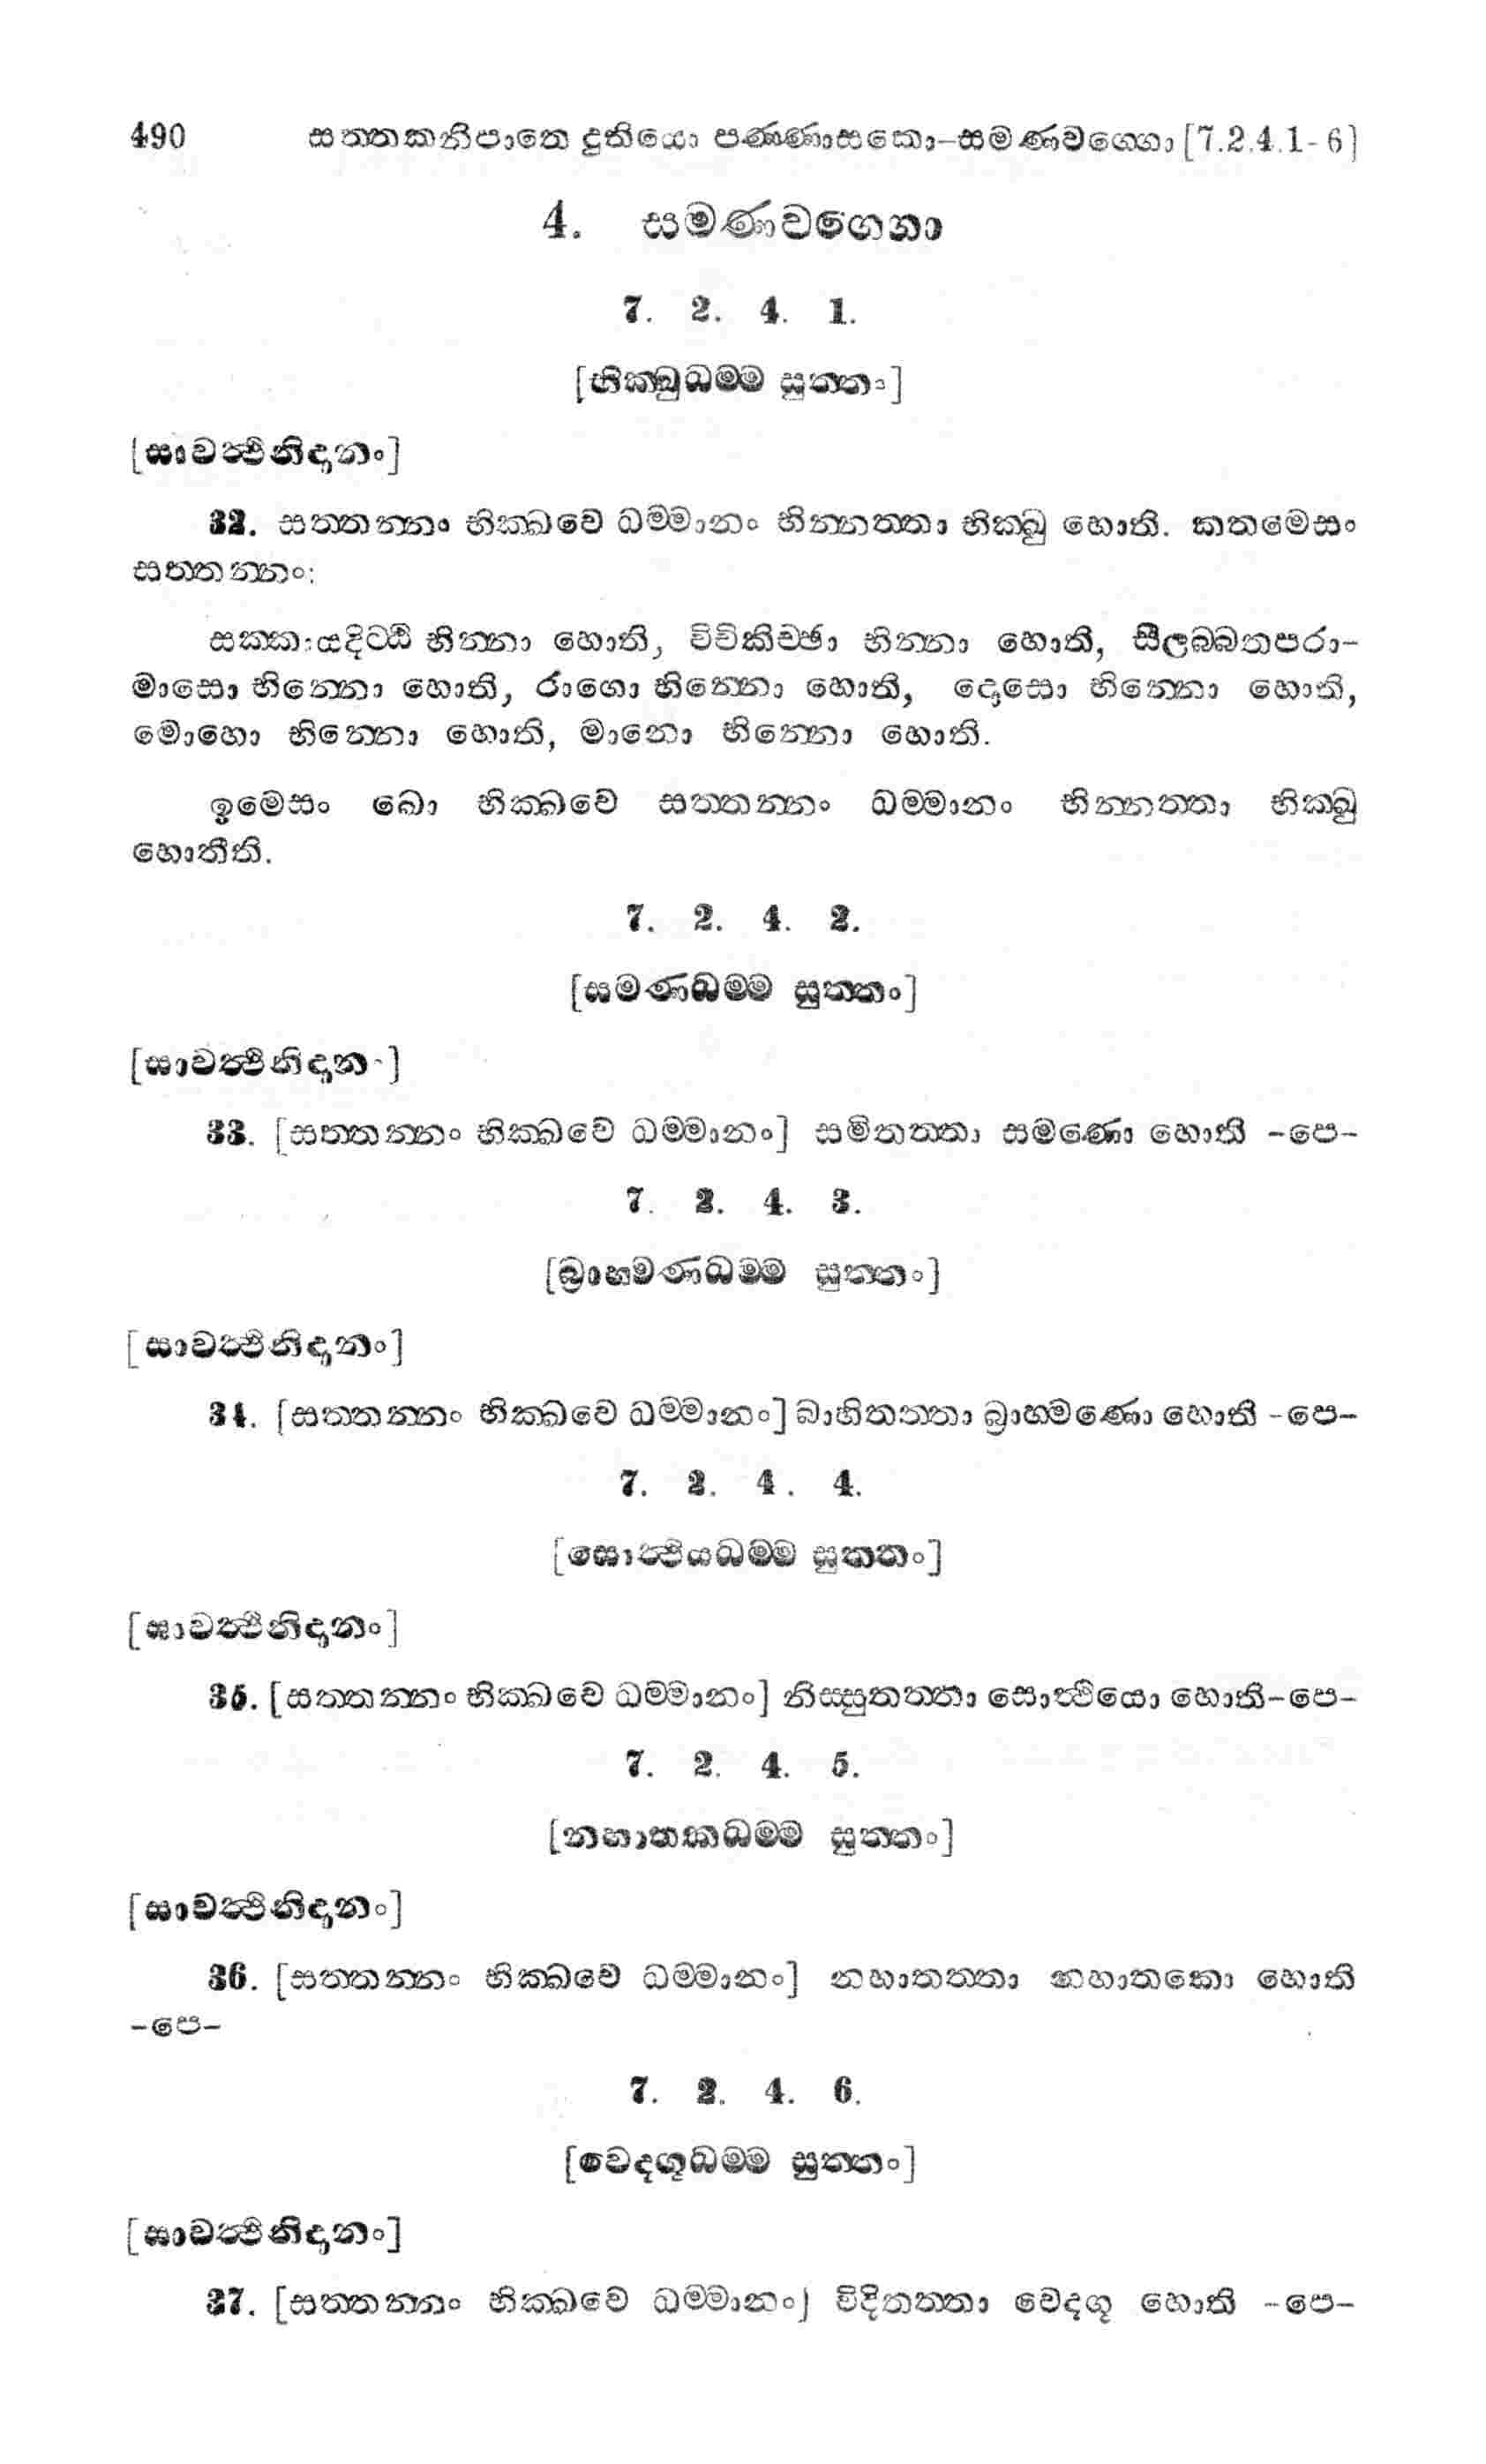 490 සත්තකනිපාතෙ දුතියො පණ්ණාසකො-සමණවග්ගො [7.2.4.1-6]
4. සමණවග්ගො
7. 2. 4. 1.
[භික්ඛුධම්ම සුත්තං]
[සාවත්ථිනිදානං]
32. සත්තන්නං භික්ඛවෙ ධම්මානං භින්නත්තා භික්ඛු හොති. කතමෙසං
සත්තන්නං:
සක්කායදිට්ඨි භින්නා හොති, විචිකිච්ඡා භින්නා හොති, සීලබ්බතපරා-
මාසො භින්නො හොති, රාගො භින්නො හොති, දොසො භින්නො හොති,
මොහො භින්නො හොති, මානො භින්නො හොති.
ඉමෙසං ඛො භික්ඛවෙ සත්තන්නං ධම්මානං භින්නත්තා භික්ඛු
හොතීති.
7. 2. 4. 2.
[සමණධම්ම සුත්තං]
[සාවත්ථිනිදානං]
33. [සත්තන්නං භික්ඛවෙ ධම්මානං] සමිතත්තා සමණො හොති -පෙ-
7. 2. 4. 3.
[බ්‍රාහ්මණධම්ම සුත්තං]
[සාවත්ථිනිදානං]
34. [සත්තන්නං භික්ඛවෙ ධම්මානං] බාහිතත්තා බ්‍රාහ්මණො හොති -පෙ-
7. 2. 4. 4.
[සොත්ථියධම්ම සුත්තං]
[සාවත්ථිනිදානං]
35. [සත්තන්නං භික්ඛවෙ ධම්මානං] නිස්සුතත්තා සොත්ථියො හොති-පෙ-
7. 2. 4. 5.
[නහාතකධම්ම සුත්තං]
[සාවත්ථිනිදානං]
36. [සත්තන්නං භික්ඛවෙ ධම්මානං] නහාතත්තා නහාතකො හොති
-පෙ-
7. 2. 4. 6.
[වෙදගූධම්ම සුත්තං]
[සාවත්ථිනිදානං]
37. [සත්තන්නං භික්ඛවෙ ධම්මානං] විදිතත්තා වෙදගූ හොති -පෙ-